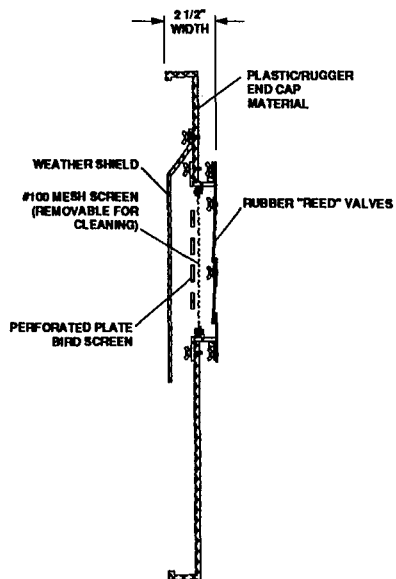 2 1/2"
WIDTH
PLASTIC/RUGGER
END CAP
MATERIAL
WEATHER SHIELD
#100 MESH SCREEN
(REMOVABLE FOR
CLEANING)
RUBBER "REED" VALVES
PERFORATED PLATE
BIRD SCREEN